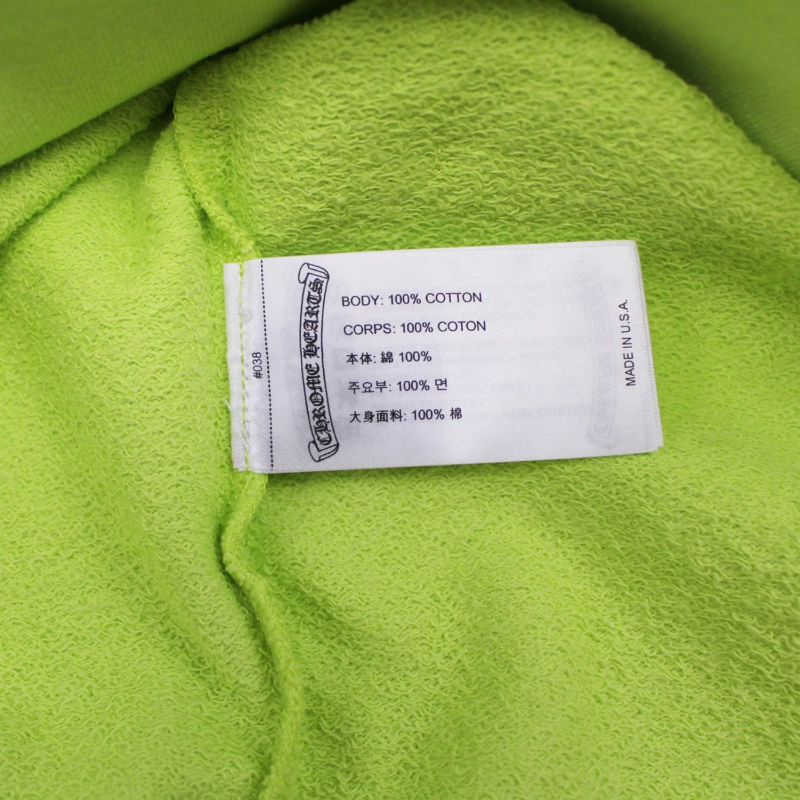 #038
CHROME HEARTS
BODY: 100% COTTON
CORPS: 100% COTON
本体: 綿 100%
주요부: 100% 면
大身面料: 100% 棉
MADE IN U.S.A.